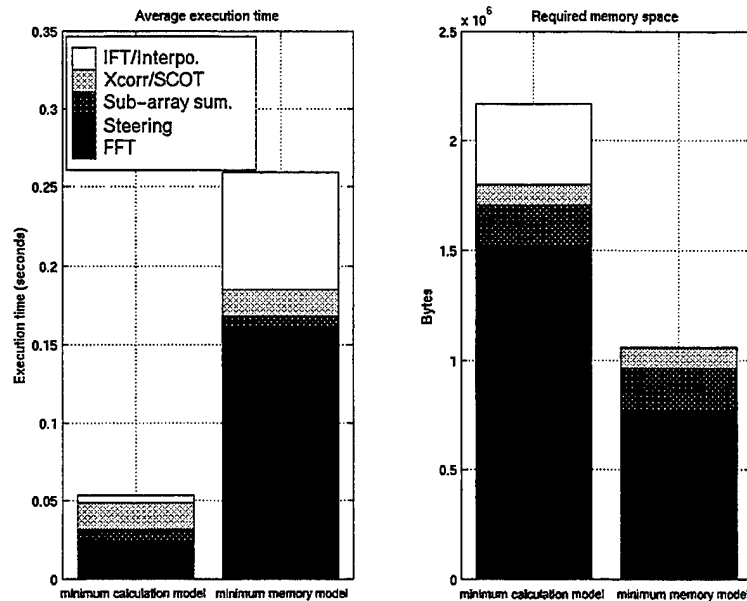 Average execution time
0.35
0.3
0.25
0.2
0.15
0.1
0.05
0
Execution time (seconds)
IFT/Interpo.
Xcorr/SCOT
Sub-array sum.
Steering
FFT
minimum calculation model
minimum memory model
Required memory space
x 10^6
2.5
2
1.5
1
0.5
0
Bytes
minimum calculation model
minimum memory model